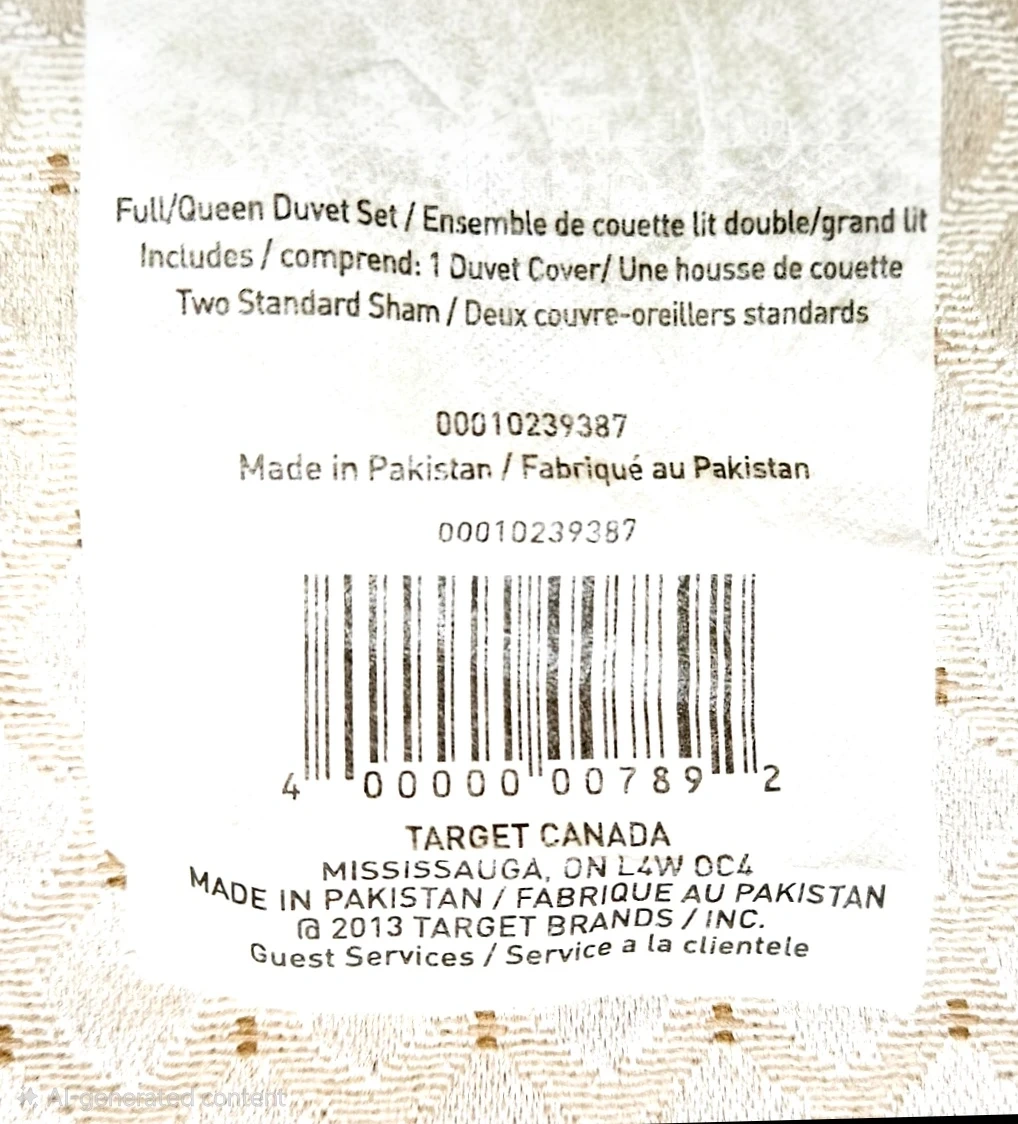 Full/Queen Duvet Set / Ensemble de couette lit double/grand lit
Includes / comprend: 1 Duvet Cover/ Une housse de couette
Two Standard Sham / Deux couvre-oreillers standards
00010239387
Made in Pakistan / Fabriqué au Pakistan
00010239387
4 00000 00789 2
TARGET CANADA
MISSISSAUGA, ON L4W 0C4
MADE IN PAKISTAN / FABRIQUE AU PAKISTAN
@ 2013 TARGET BRANDS / INC.
Guest Services / Service a la clientele
AI-generated content